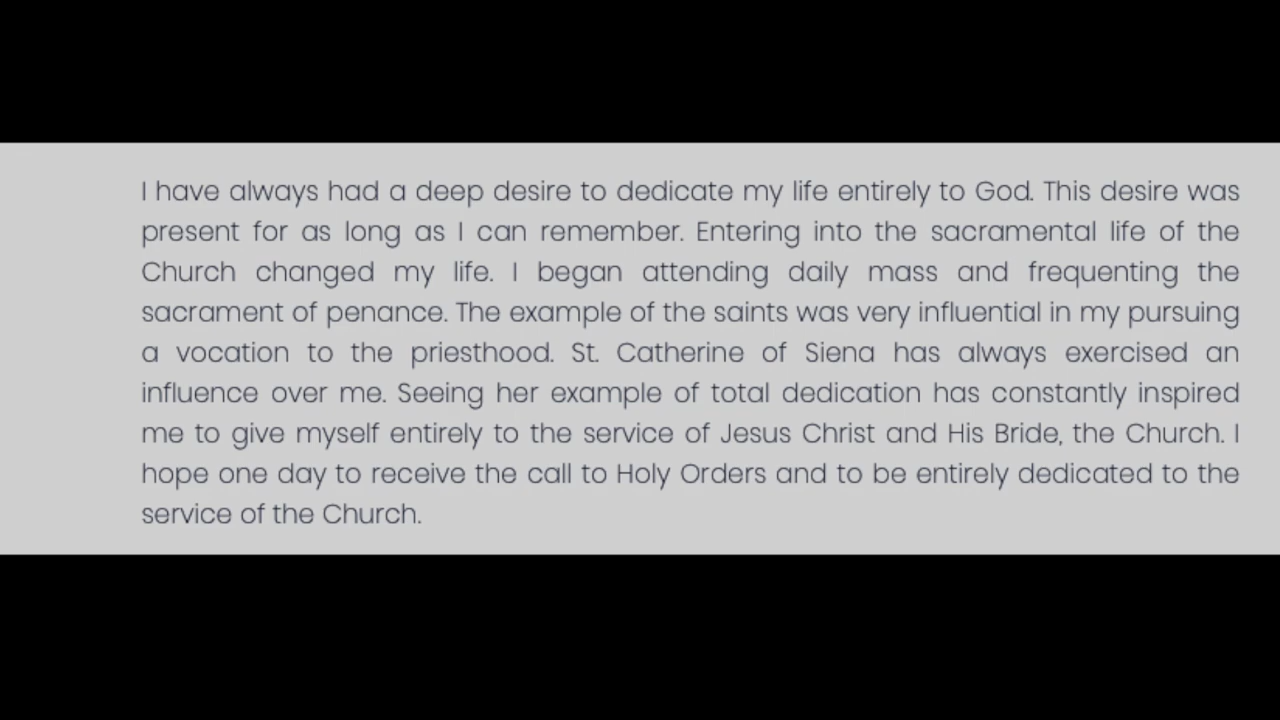 I have always had a deep desire to dedicate my life entirely to God. This desire was
present for as long as I can remember. Entering into the sacramental life of the
Church changed my life. I began attending daily mass and frequenting the
sacrament of penance. The example of the saints was very influential in my pursuing
a vocation to the priesthood. St. Catherine of Siena has always exercised an
influence over me. Seeing her example of total dedication has constantly inspired
me to give myself entirely to the service of Jesus Christ and His Bride, the Church. I
hope one day to receive the call to Holy Orders and to be entirely dedicated to the
service of the Church.